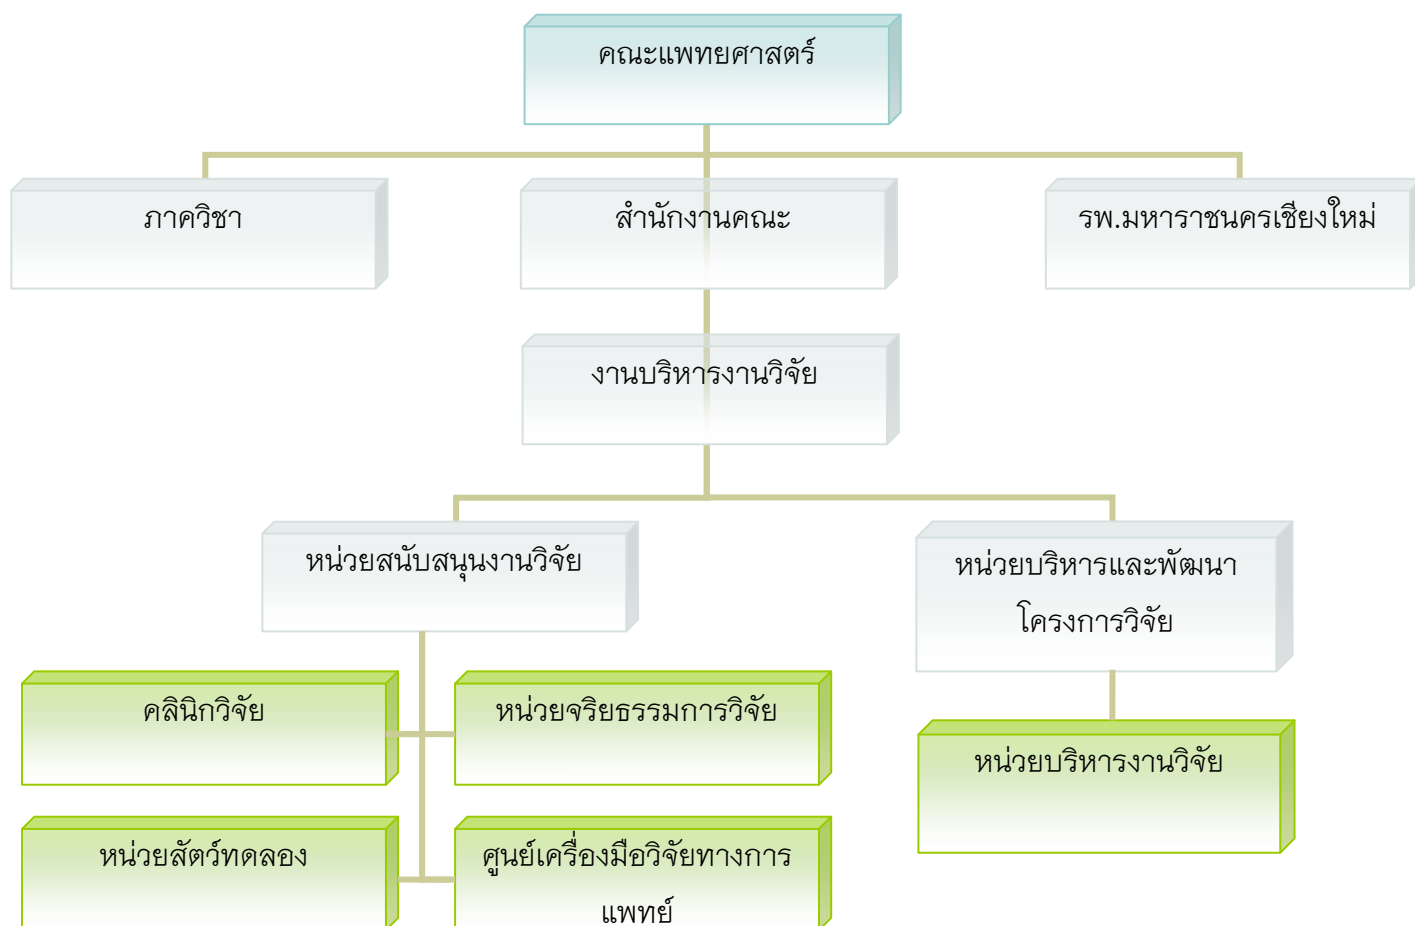 คณะแพทยศาสตร์
ภาควิชา
สำนักงานคณะ
รพ.มหาราชนครเชียงใหม่
งานบริหารงานวิจัย
หน่วยสนับสนุนงานวิจัย
หน่วยบริหารและพัฒนา
โครงการวิจัย
คลินิกวิจัย
หน่วยจริยธรรมการวิจัย
หน่วยบริหารงานวิจัย
หน่วยสัตว์ทดลอง
ศูนย์เครื่องมือวิจัยทางการ
แพทย์